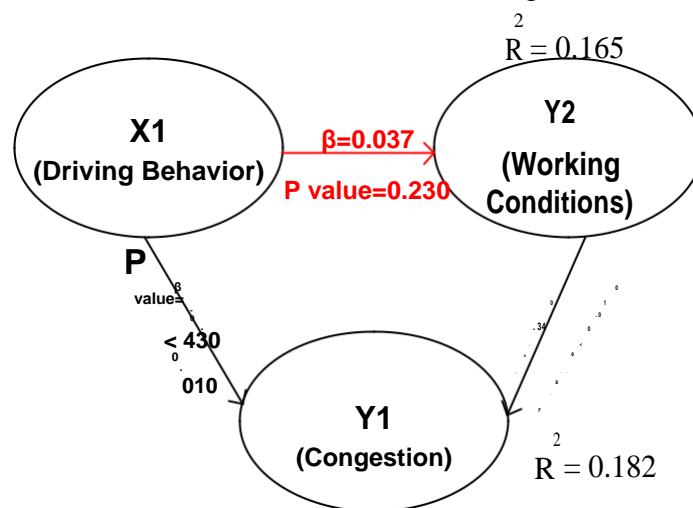 R² = 0.165
X1
(Driving Behavior)
β=0.037
P value=0.230
Y2
(Working
Conditions)
P
value=
β
< 430
0
.
010
Y1
(Congestion)
R² = 0.182